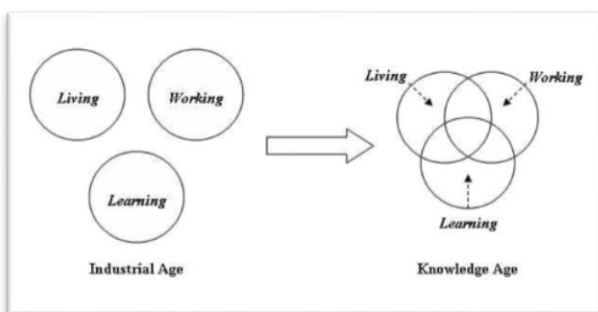 Living
Working
Learning
Industrial Age
Living
Working
Learning
Knowledge Age